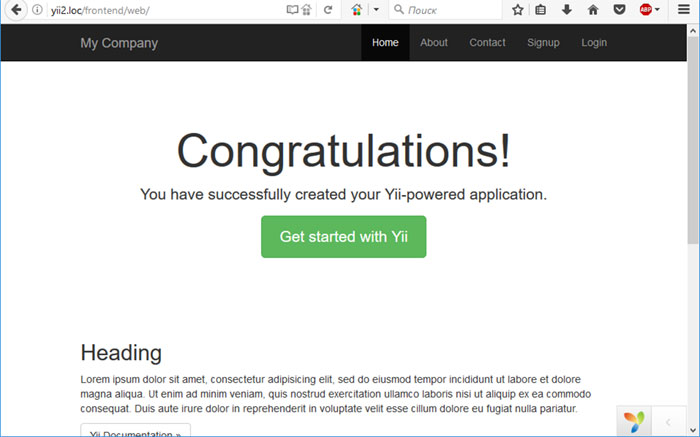 yii2.loc/frontend/web/
Поиск
ABP
My Company
Home About Contact Signup Login
Congratulations!
You have successfully created your Yii-powered application.
Get started with Yii
Heading
Lorem ipsum dolor sit amet, consectetur adipisicing elit, sed do eiusmod tempor incididunt ut labore et dolore
magna aliqua. Ut enim ad minim veniam, quis nostrud exercitation ullamco laboris nisi ut aliquip ex ea commodo
consequat. Duis aute irure dolor in reprehenderit in voluptate velit esse cillum dolore eu fugiat nulla pariatur.
Yii Documentation »